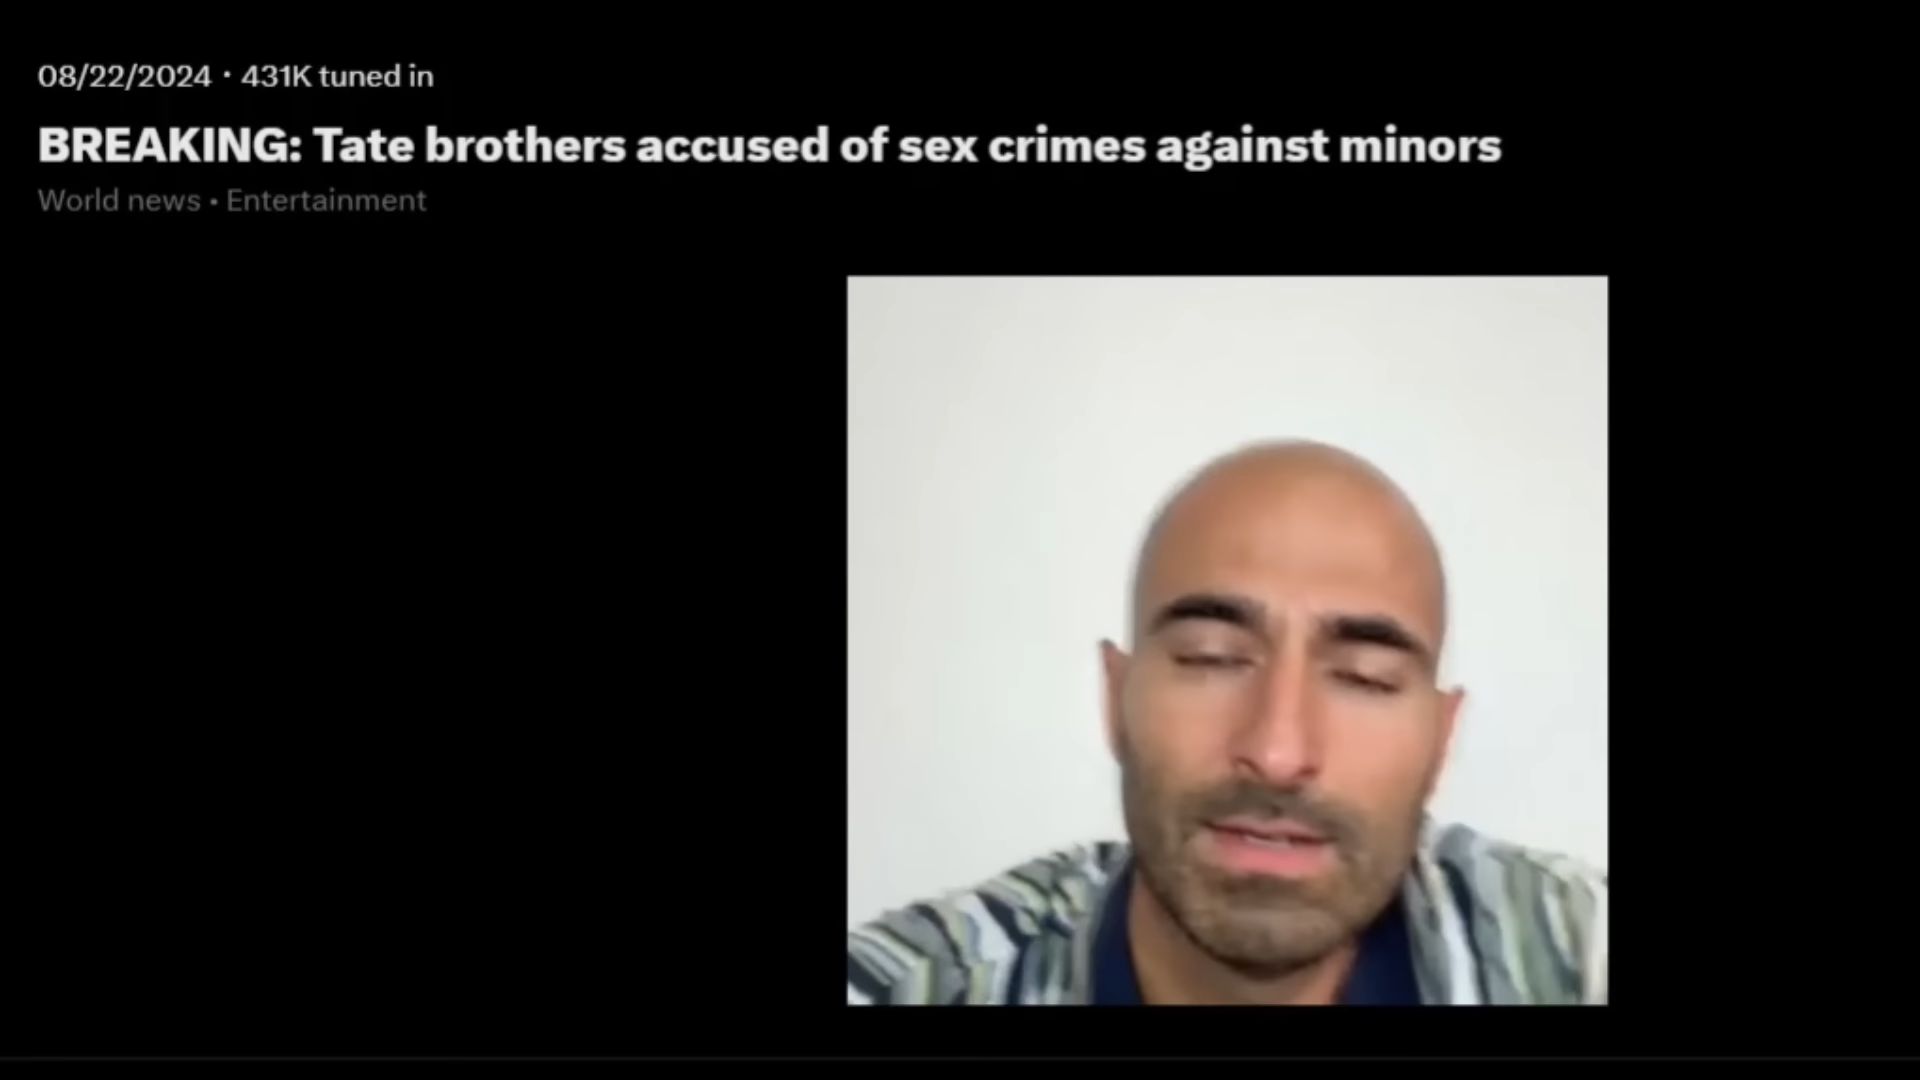 08/22/2024 · 431K tuned in
BREAKING: Tate brothers accused of sex crimes against minors
World news • Entertainment